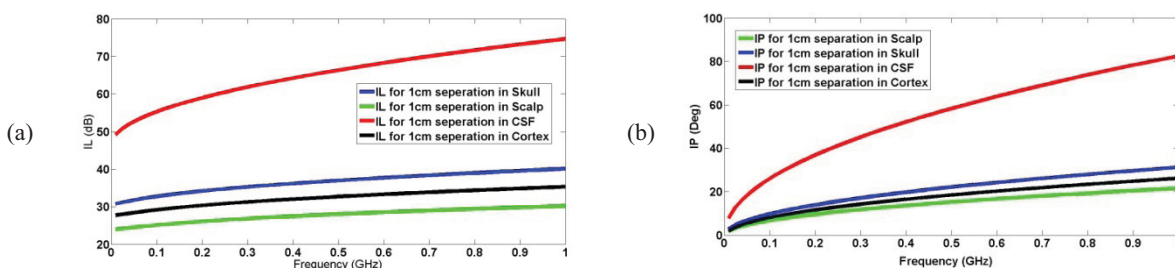 (a)
80
70
60
50
40
30
20
IL (dB)
IL for 1cm seperation in Skull
IL for 1cm seperation in Scalp
IL for 1cm seperation in CSF
IL for 1cm seperation in Cortex
0 0.1 0.2 0.3 0.4 0.5 0.6 0.7 0.8 0.9 1
Frequency (GHz)
(b)
100
80
60
40
20
0
IP (Deg)
IP for 1cm separation in Scalp
IP for 1cm separation in Skull
IP for 1cm separation in CSF
IP for 1cm separation in Cortex
0 0.1 0.2 0.3 0.4 0.5 0.6 0.7 0.8 0.9
Frequency (GHz)